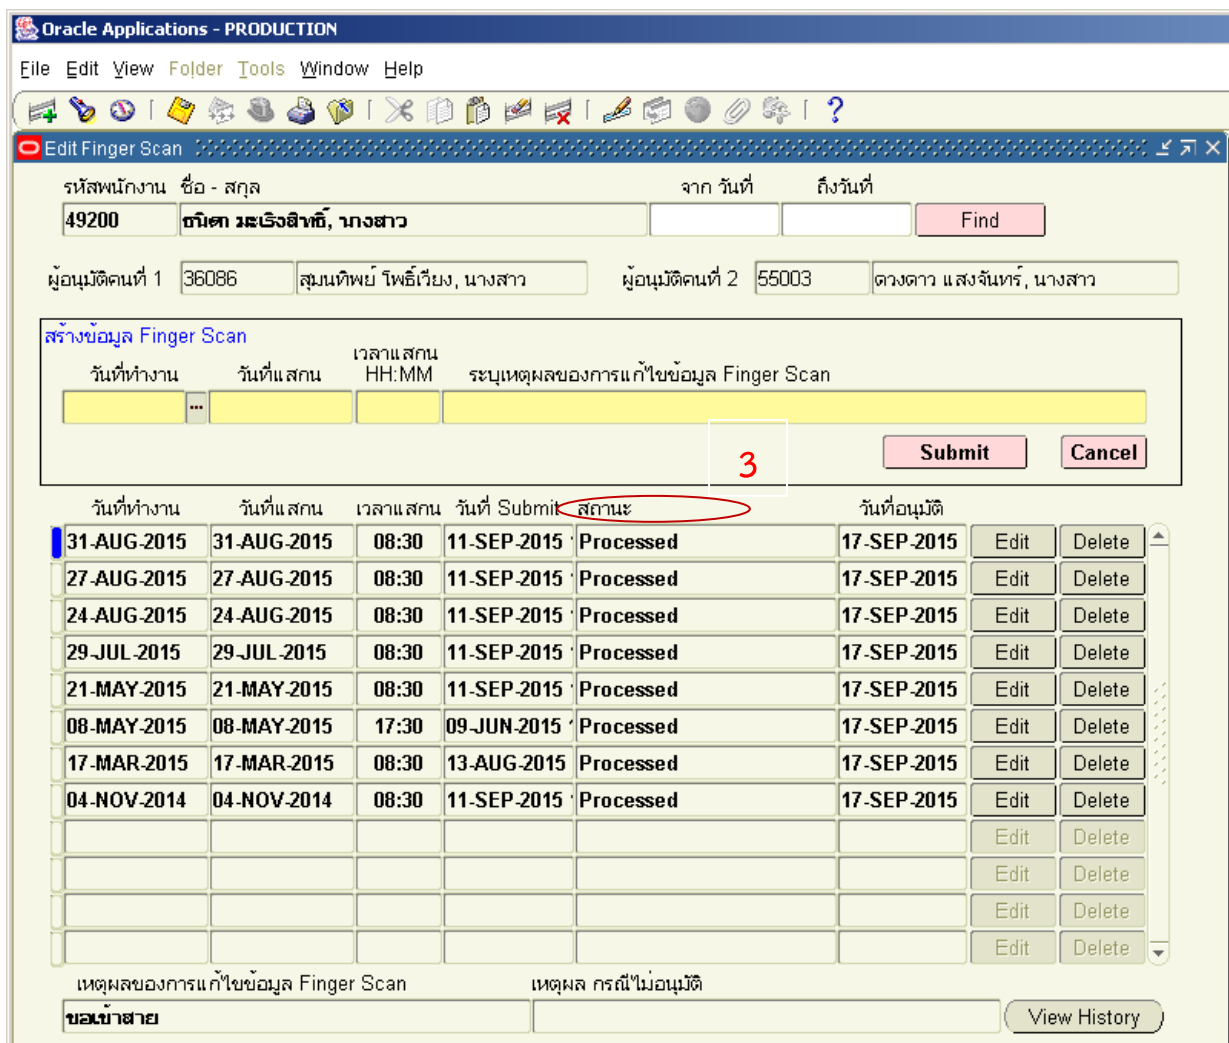 Oracle Applications - PRODUCTION
File Edit View Folder Tools Window Help
Edit Finger Scan
รหัสพนักงาน ชื่อ - สกุล จาก วันที่ ถึงวันที่
49200 Find
ผู้อนุมัติคนที่ 1 36086 สุมนทิพย์ โพธิ์เวียง, นางสาว ผู้อนุมัติคนที่ 2 55003 ดวงดาว แสงจันทร์, นางสาว
สร้างข้อมูล Finger Scan
เวลาแสกน
วันที่ทำงาน วันที่แสกน HH:MM ระบุเหตุผลของการแก้ไขข้อมูล Finger Scan
...
3 Submit Cancel
วันที่ทำงาน วันที่แสกน เวลาแสกน วันที่ Submit สถานะ วันที่อนุมัติ
31-AUG-2015 31-AUG-2015 08:30 11-SEP-2015 Processed 17-SEP-2015 Edit Delete
27-AUG-2015 27-AUG-2015 08:30 11-SEP-2015 Processed 17-SEP-2015 Edit Delete
24-AUG-2015 24-AUG-2015 08:30 11-SEP-2015 Processed 17-SEP-2015 Edit Delete
29-JUL-2015 29-JUL-2015 08:30 11-SEP-2015 Processed 17-SEP-2015 Edit Delete
21-MAY-2015 21-MAY-2015 08:30 11-SEP-2015 Processed 17-SEP-2015 Edit Delete
08-MAY-2015 08-MAY-2015 17:30 09-JUN-2015 Processed 17-SEP-2015 Edit Delete
17-MAR-2015 17-MAR-2015 08:30 13-AUG-2015 Processed 17-SEP-2015 Edit Delete
04-NOV-2014 04-NOV-2014 08:30 11-SEP-2015 Processed 17-SEP-2015 Edit Delete
Edit Delete
Edit Delete
Edit Delete
Edit Delete
เหตุผลของการแก้ไขข้อมูล Finger Scan เหตุผล กรณีไม่อนุมัติ
ขอเข้าสาย View History